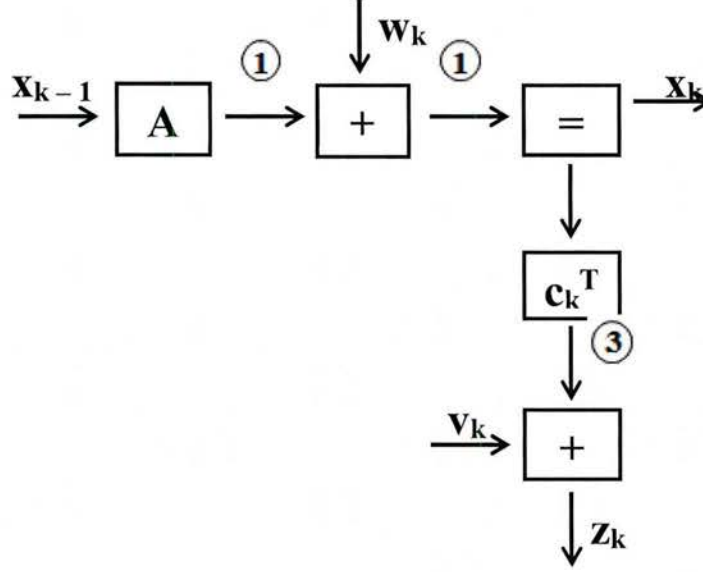 w_k
① ①
x_{k-1} A + = x_k
c_k^T
③
v_k +
z_k